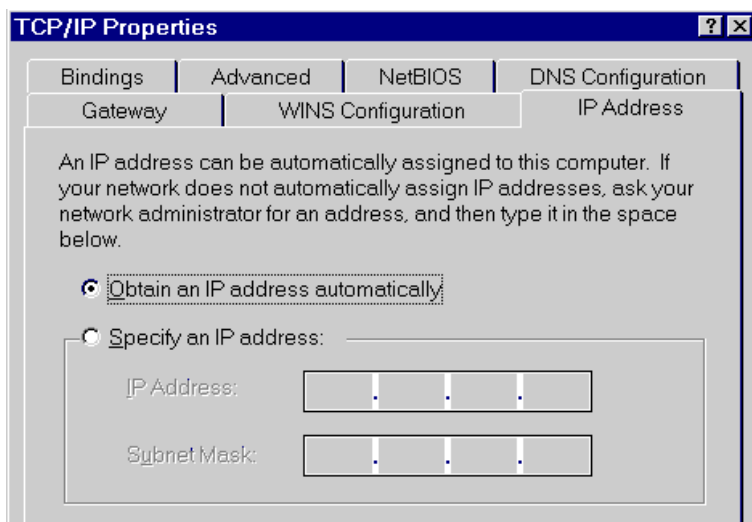 TCP/IP Properties
Bindings Advanced NetBIOS DNS Configuration
Gateway WINS Configuration IP Address
An IP address can be automatically assigned to this computer. If
your network does not automatically assign IP addresses, ask your
network administrator for an address, and then type it in the space
below.
Obtain an IP address automatically
Specify an IP address:
IP Address:
Subnet Mask: